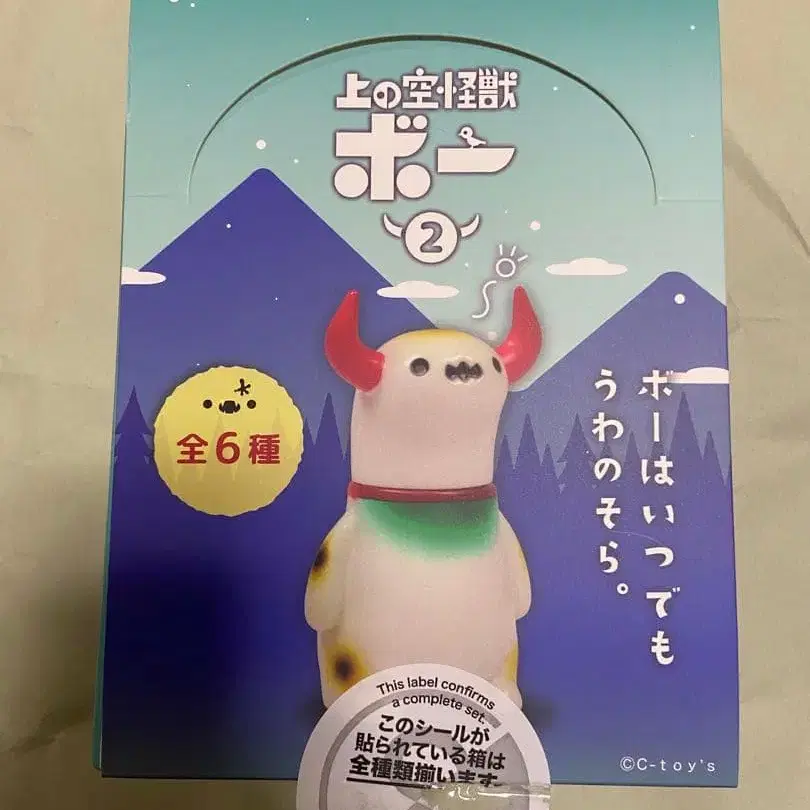 上の空怪獣
ボー
2
全6種
ボーはいつでも
うわのそら。
This label confirms
a complete set.
このシールが
貼られている箱は
全種類揃います
©C-toy's